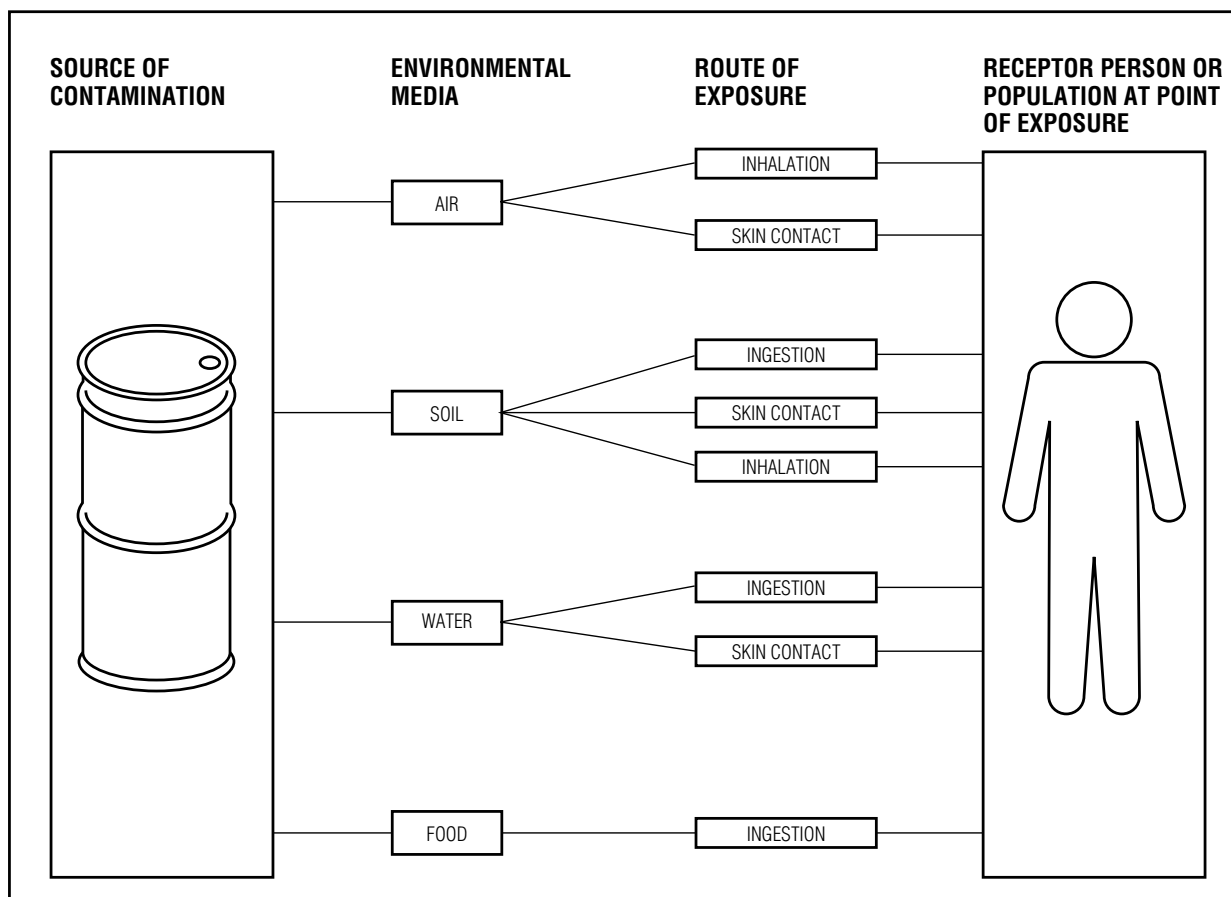 SOURCE OF
CONTAMINATION
ENVIRONMENTAL
MEDIA
ROUTE OF
EXPOSURE
RECEPTOR PERSON OR
POPULATION AT POINT
OF EXPOSURE
AIR
INHALATION
SKIN CONTACT
SOIL
INGESTION
SKIN CONTACT
INHALATION
WATER
INGESTION
SKIN CONTACT
FOOD
INGESTION